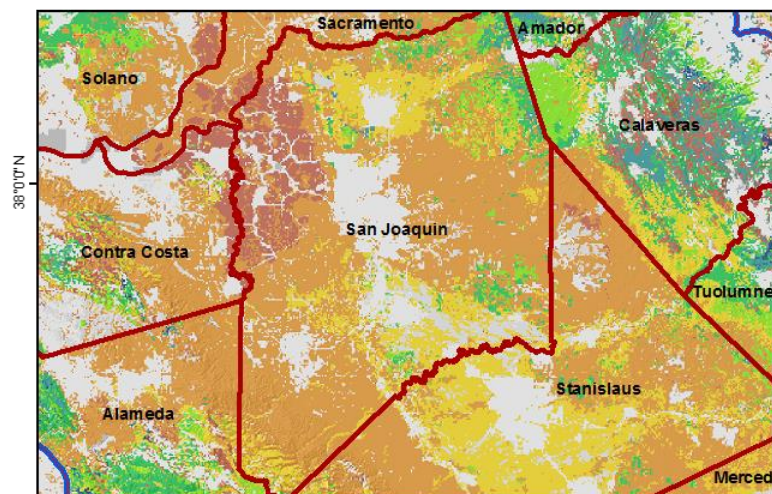 Sacramento
Amador
Solano
Calaveras
38°0'0"N
San Joaquin
Contra Costa
Tuolumne
Stanislaus
Alameda
Merced